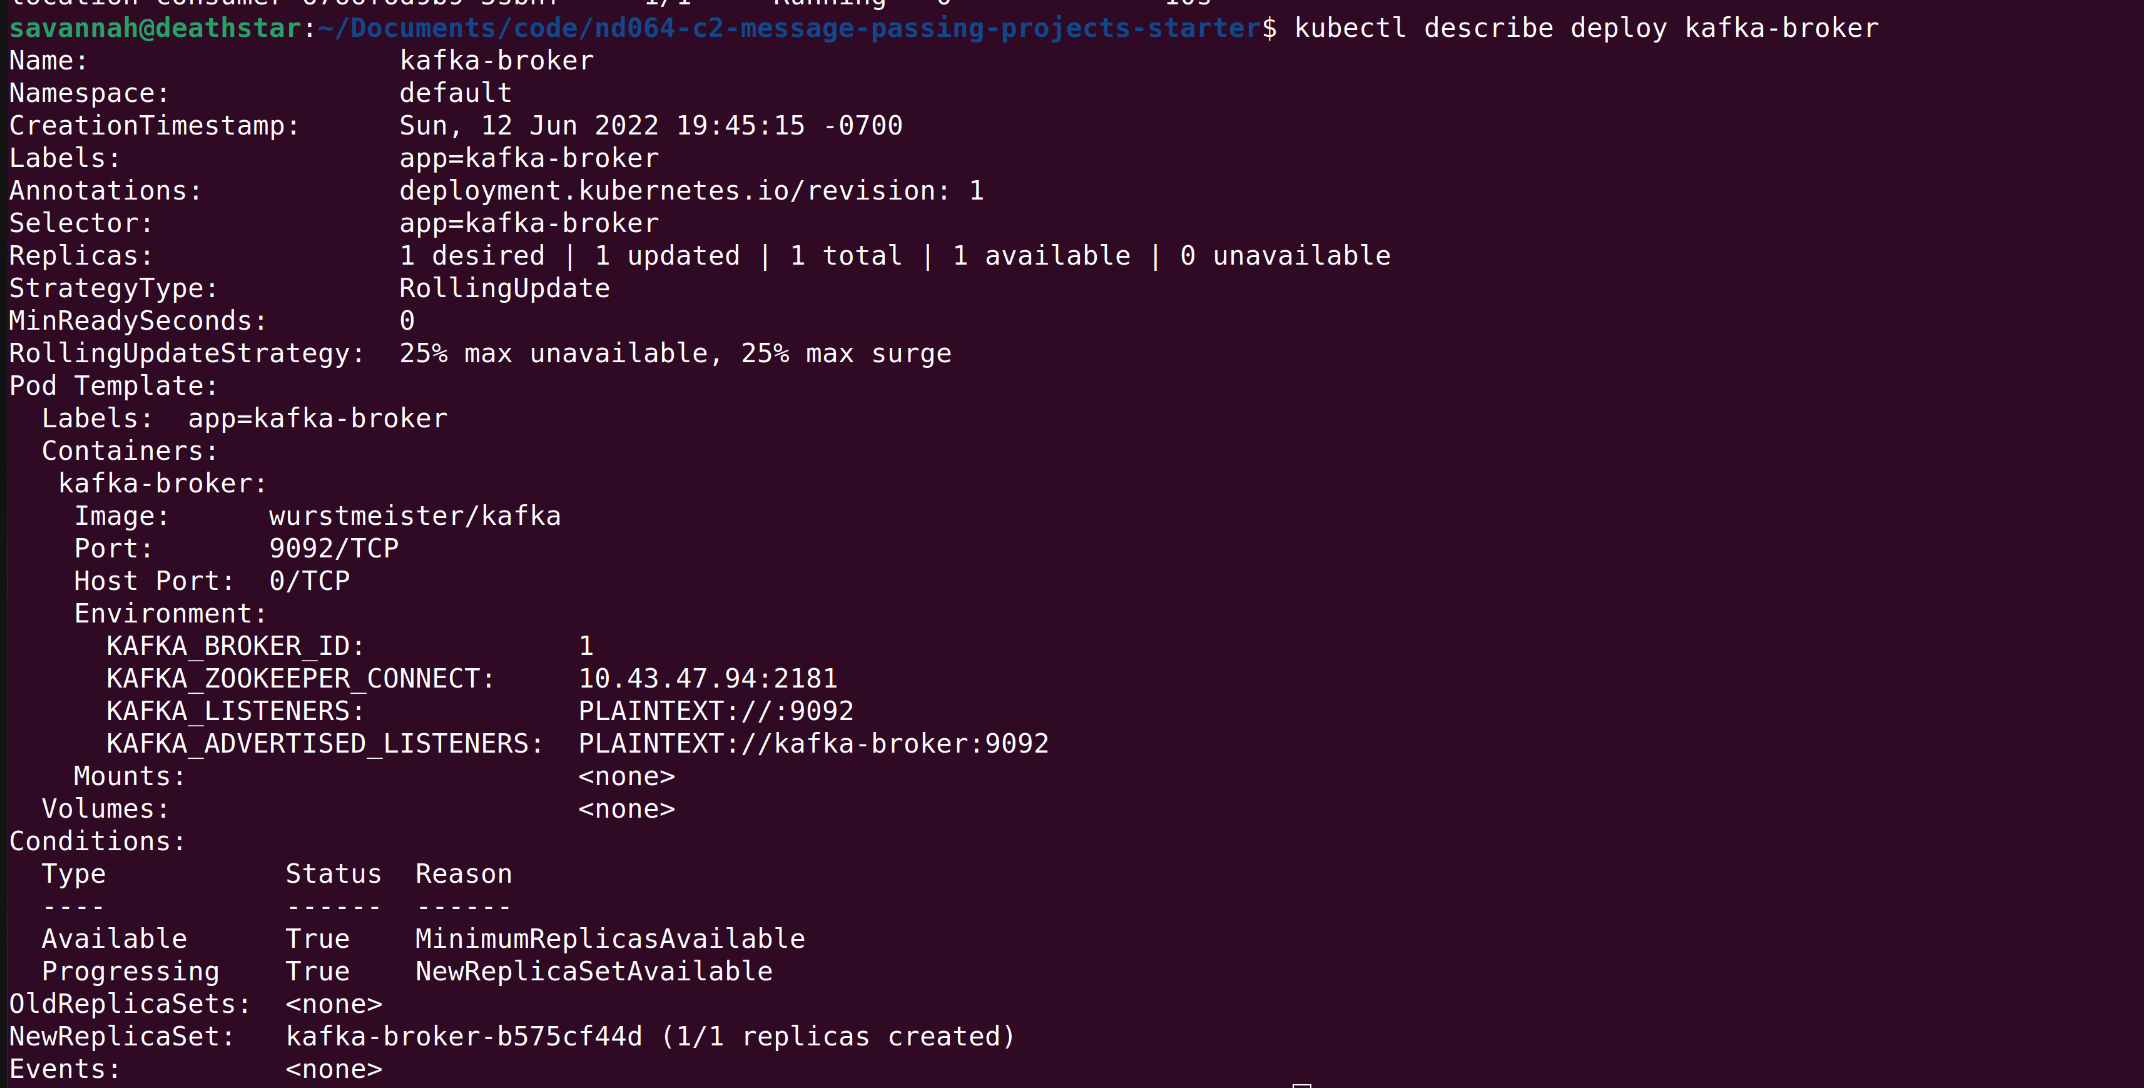 savannah@deathstar:~/Documents/code/nd064-c2-message-passing-projects-starter$ kubectl describe deploy kafka-broker
Name:                   kafka-broker
Namespace:              default
CreationTimestamp:      Sun, 12 Jun 2022 19:45:15 -0700
Labels:                 app=kafka-broker
Annotations:            deployment.kubernetes.io/revision: 1
Selector:               app=kafka-broker
Replicas:               1 desired | 1 updated | 1 total | 1 available | 0 unavailable
StrategyType:           RollingUpdate
MinReadySeconds:        0
RollingUpdateStrategy:  25% max unavailable, 25% max surge
Pod Template:
  Labels:  app=kafka-broker
  Containers:
   kafka-broker:
    Image:      wurstmeister/kafka
    Port:       9092/TCP
    Host Port:  0/TCP
    Environment:
      KAFKA_BROKER_ID:             1
      KAFKA_ZOOKEEPER_CONNECT:     10.43.47.94:2181
      KAFKA_LISTENERS:             PLAINTEXT://:9092
      KAFKA_ADVERTISED_LISTENERS:  PLAINTEXT://kafka-broker:9092
    Mounts:                        <none>
  Volumes:                         <none>
Conditions:
  Type           Status  Reason
  ----           ------  ------
  Available      True    MinimumReplicasAvailable
  Progressing    True    NewReplicaSetAvailable
OldReplicaSets:  <none>
NewReplicaSet:   kafka-broker-b575cf44d (1/1 replicas created)
Events:          <none>